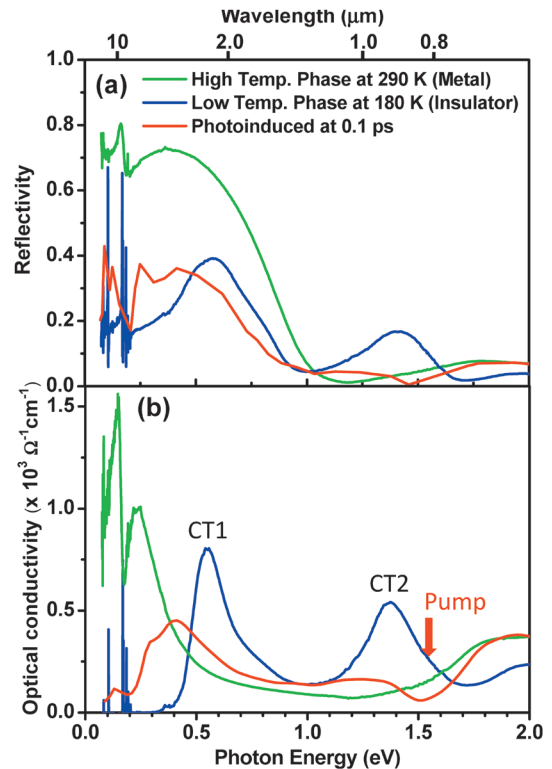 Wavelength (μm)
10 2.0 1.0 0.8
(a)
High Temp. Phase at 290 K (Metal)
Low Temp. Phase at 180 K (Insulator)
Photoinduced at 0.1 ps
Reflectivity
1.0
0.8
0.6
0.4
0.2
0.0
(b)
CT1
CT2
Pump
Optical conductivity (x 10³ Ω⁻¹cm⁻¹)
1.5
1.0
0.5
0.0
0.0 0.5 1.0 1.5 2.0
Photon Energy (eV)